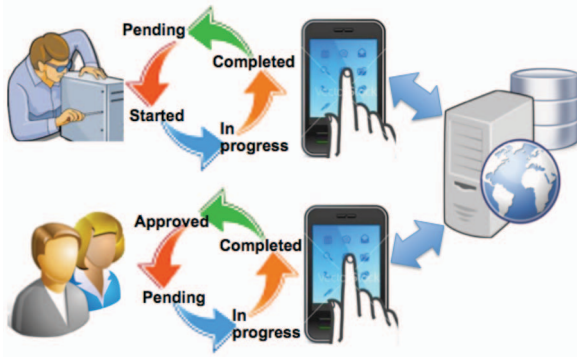 Pending
Completed
Started
In
progress
Approved
Completed
Pending
In
progress